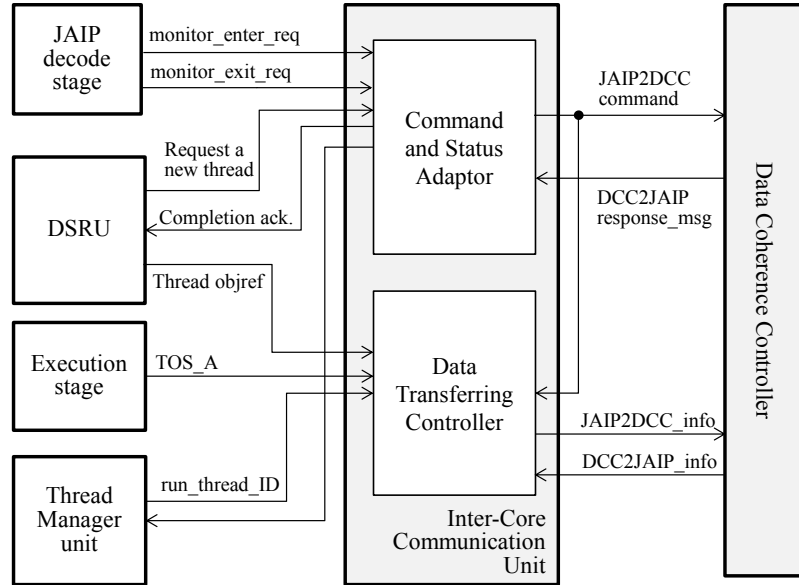 JAIP
decode
stage
monitor_enter_req
monitor_exit_req
Request a
new thread
Completion ack.
DSRU
Thread objref
Execution
stage
TOS_A
Thread
Manager
unit
run_thread_ID
Command
and Status
Adaptor
Data
Transferring
Controller
Inter-Core
Communication
Unit
JAIP2DCC
command
DCC2JAIP
response_msg
JAIP2DCC_info
DCC2JAIP_info
Data Coherence Controller